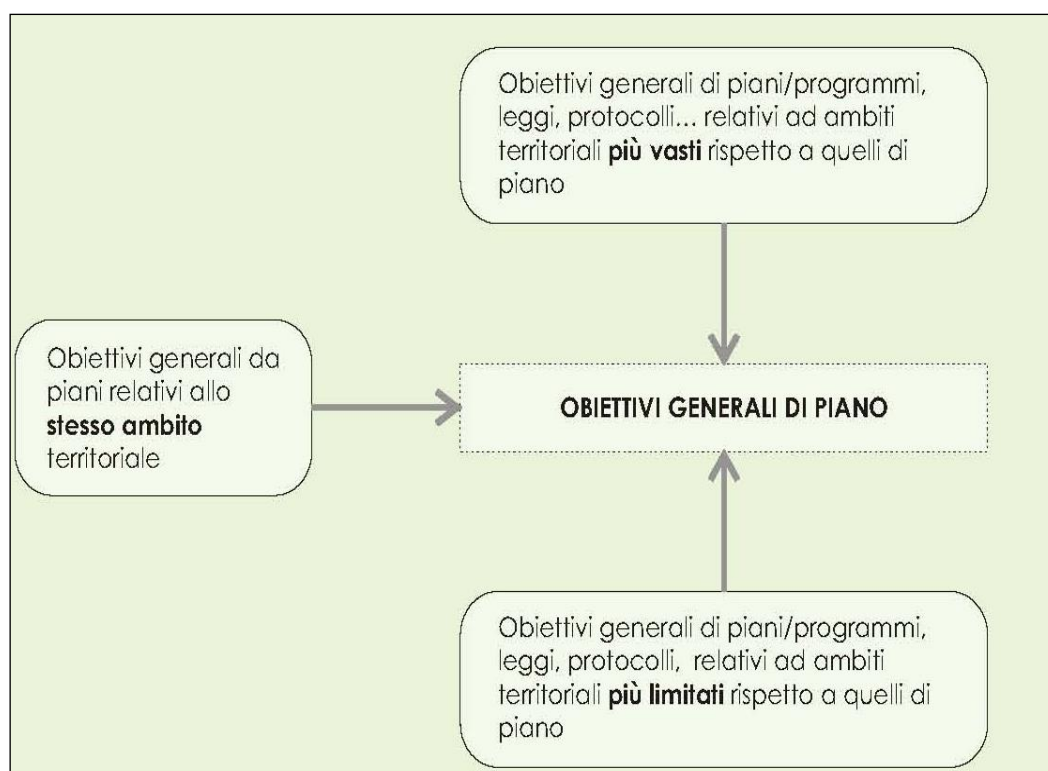 Obiettivi generali di piani/programmi,
leggi, protocolli... relativi ad ambiti
territoriali più vasti rispetto a quelli di
piano
Obiettivi generali da
piani relativi allo
stesso ambito
territoriale
OBIETTIVI GENERALI DI PIANO
Obiettivi generali di piani/programmi,
leggi, protocolli, relativi ad ambiti
territoriali più limitati rispetto a quelli di
piano